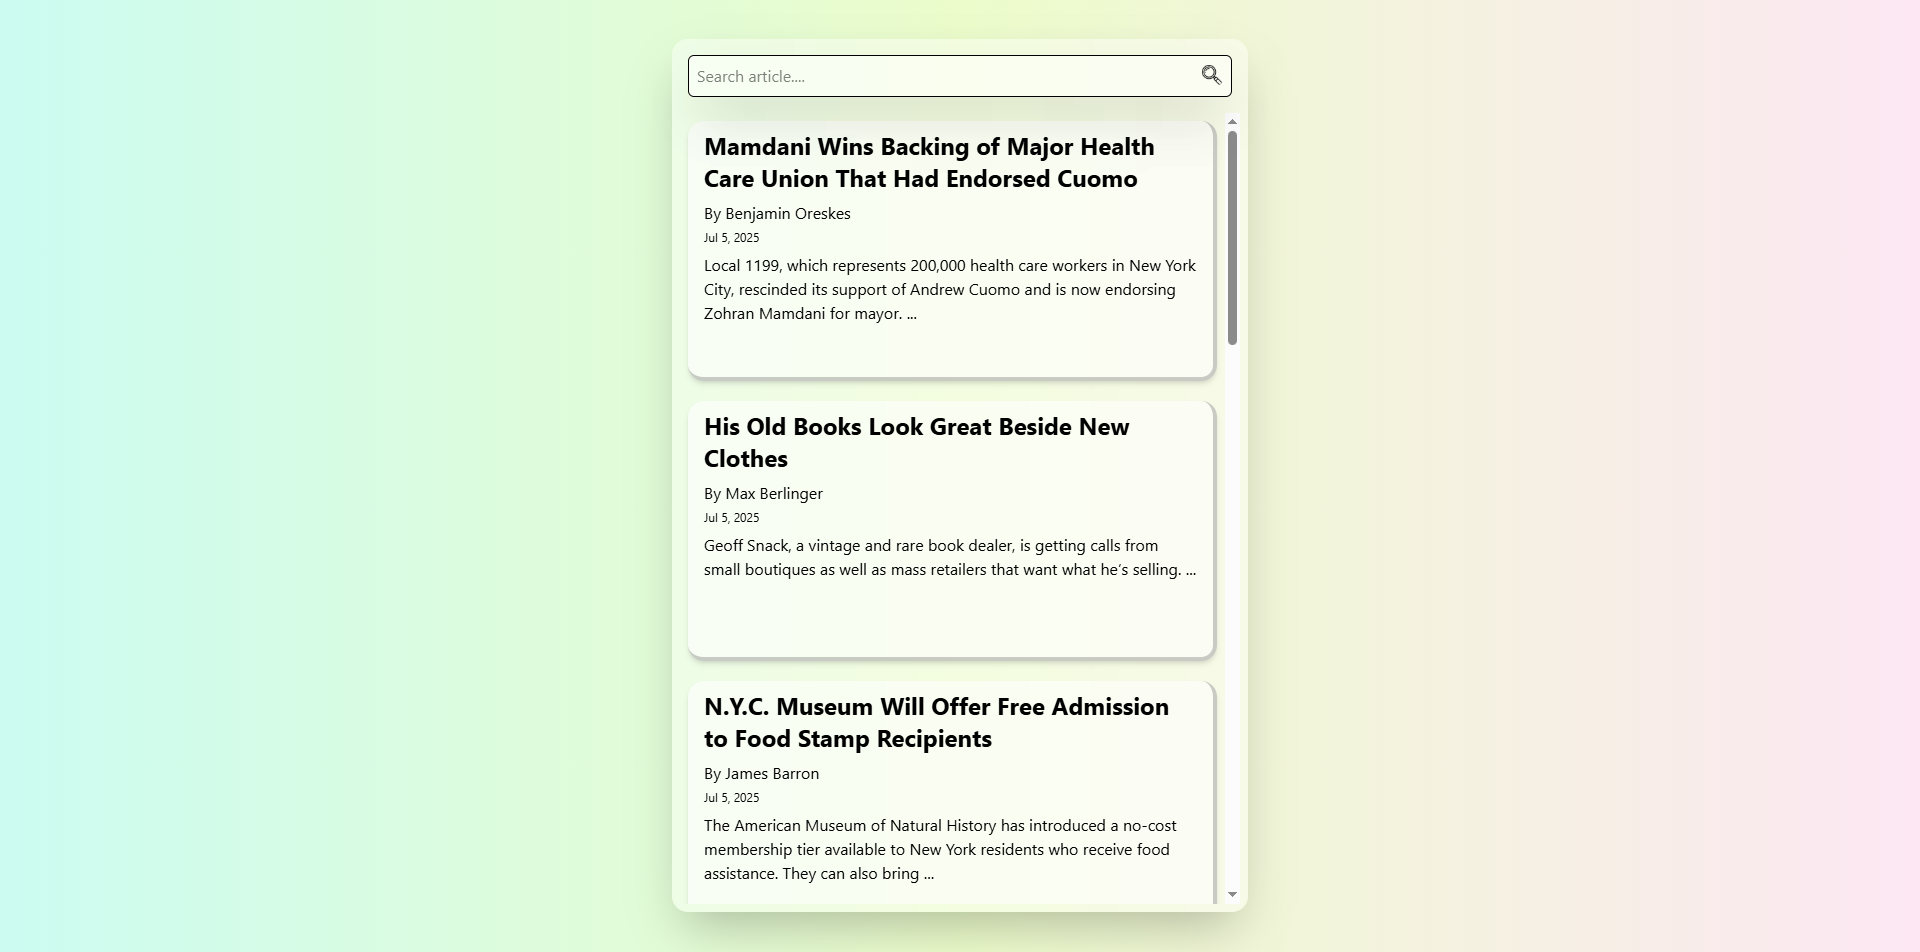 Search article....
Mamdani Wins Backing of Major Health
Care Union That Had Endorsed Cuomo
By Benjamin Oreskes
Jul 5, 2025
Local 1199, which represents 200,000 health care workers in New York
City, rescinded its support of Andrew Cuomo and is now endorsing
Zohran Mamdani for mayor. ...
His Old Books Look Great Beside New
Clothes
By Max Berlinger
Jul 5, 2025
Geoff Snack, a vintage and rare book dealer, is getting calls from
small boutiques as well as mass retailers that want what he’s selling. ...
N.Y.C. Museum Will Offer Free Admission
to Food Stamp Recipients
By James Barron
Jul 5, 2025
The American Museum of Natural History has introduced a no-cost
membership tier available to New York residents who receive food
assistance. They can also bring ...